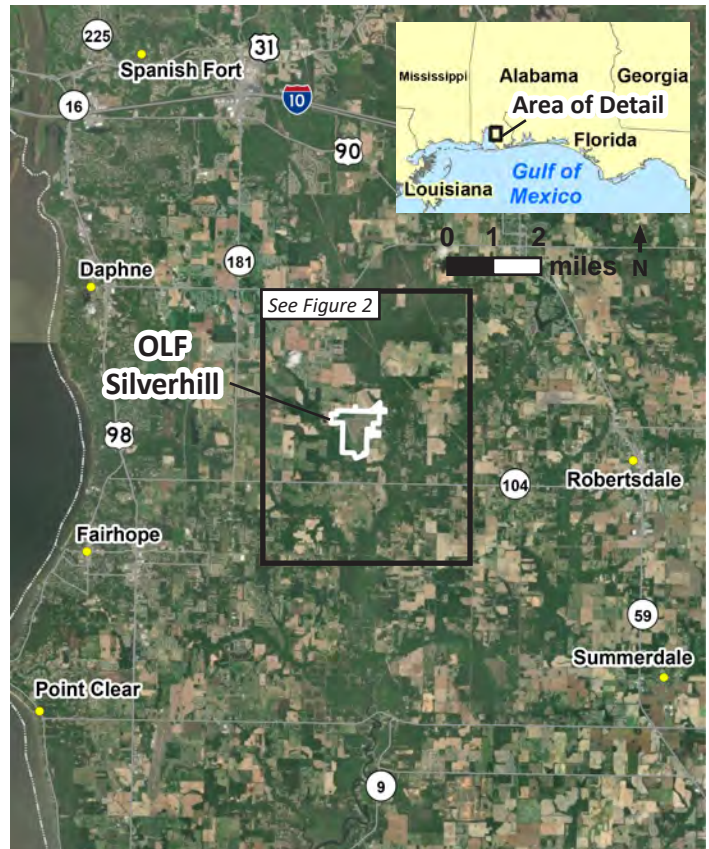 225
31
Spanish Fort
16
10
90
Mississippi
Alabama
Georgia
Area of Detail
Florida
Louisiana
Gulf of
Mexico
0 1 2
miles N
181
Daphne
See Figure 2
OLF
Silverhill
98
104
Robertsdale
Fairhope
59
Summerdale
Point Clear
9